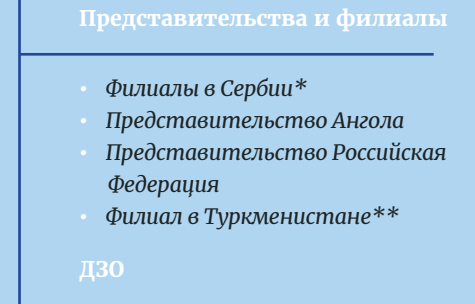 Представительства и филиалы
• Филиалы в Сербии*
• Представительство Ангола
• Представительство Российская
Федерация
• Филиал в Туркменистане**
ДЗО